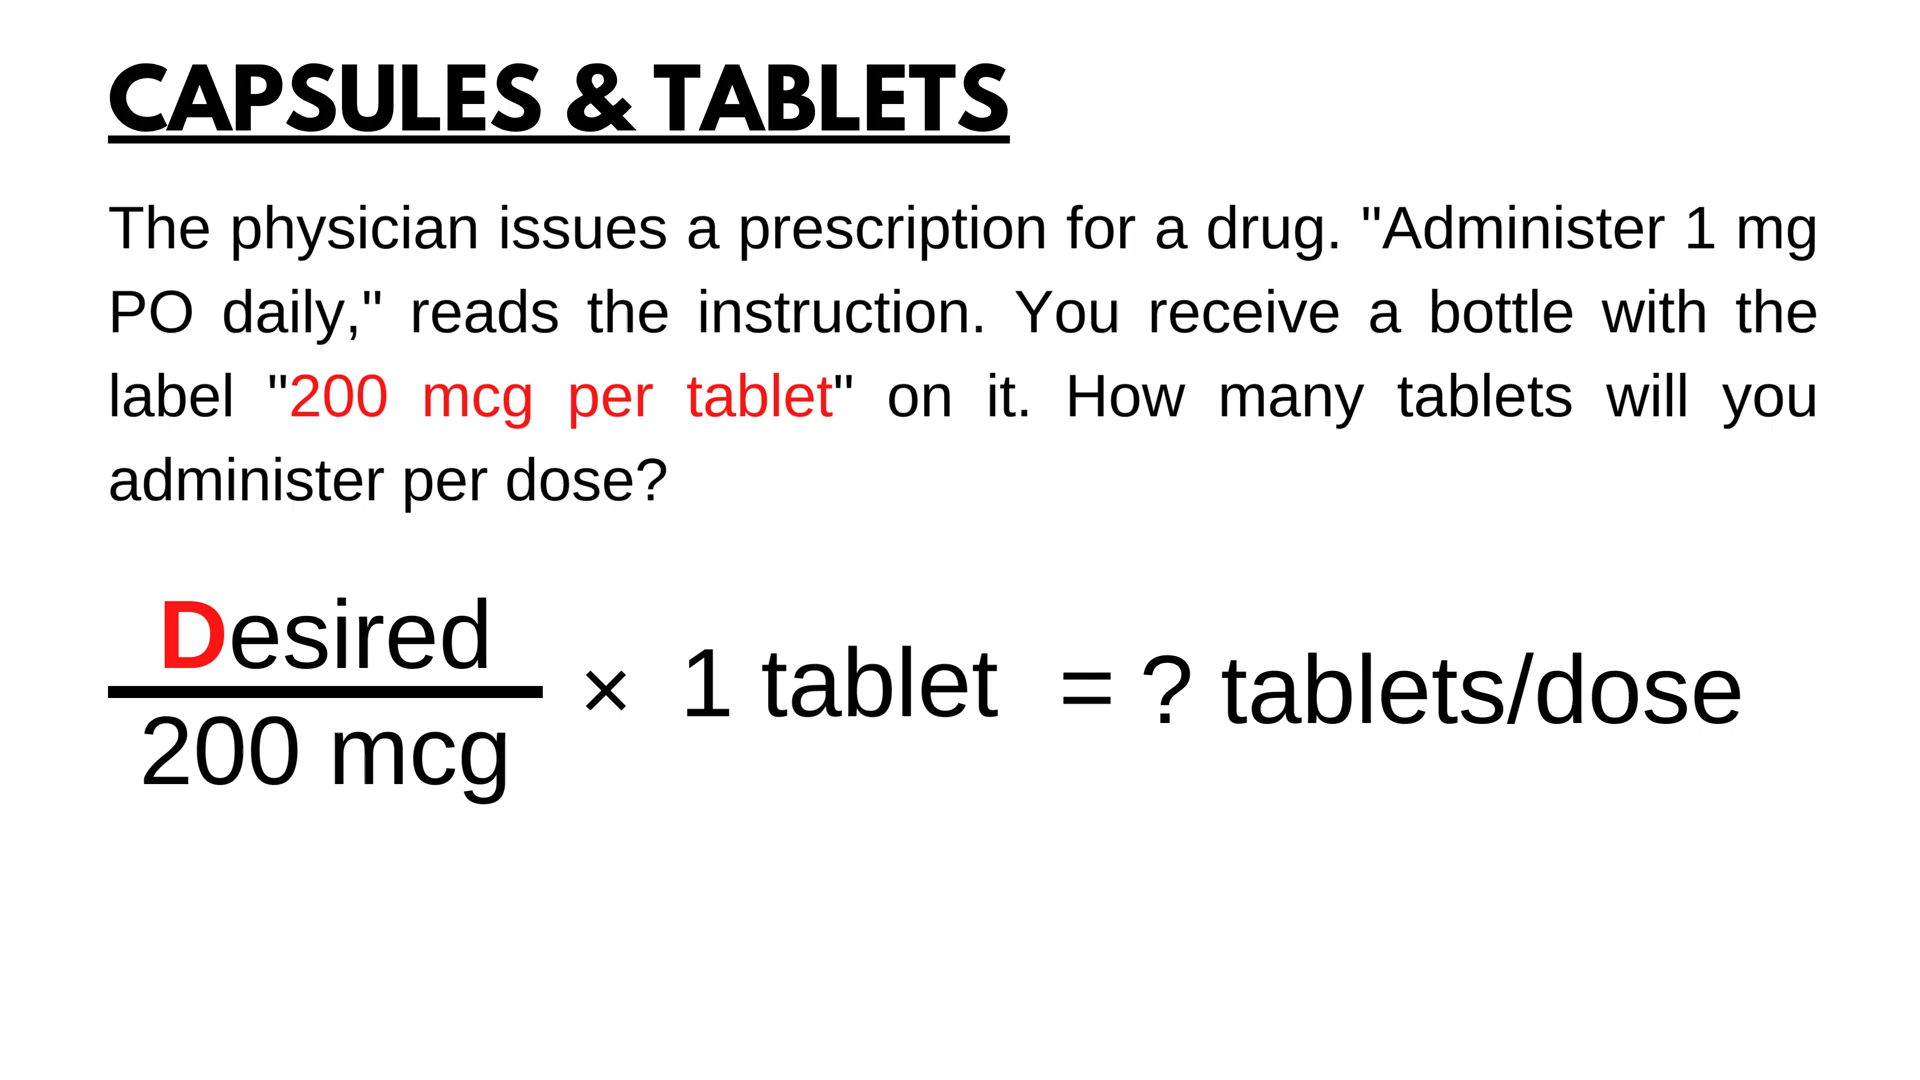 CAPSULES & TABLETS
The physician issues a prescription for a drug. "Administer 1 mg
PO daily," reads the instruction. You receive a bottle with the
label "200 mcg per tablet" on it. How many tablets will you
administer per dose?
Desired
200 mcg
× 1 tablet = ? tablets/dose